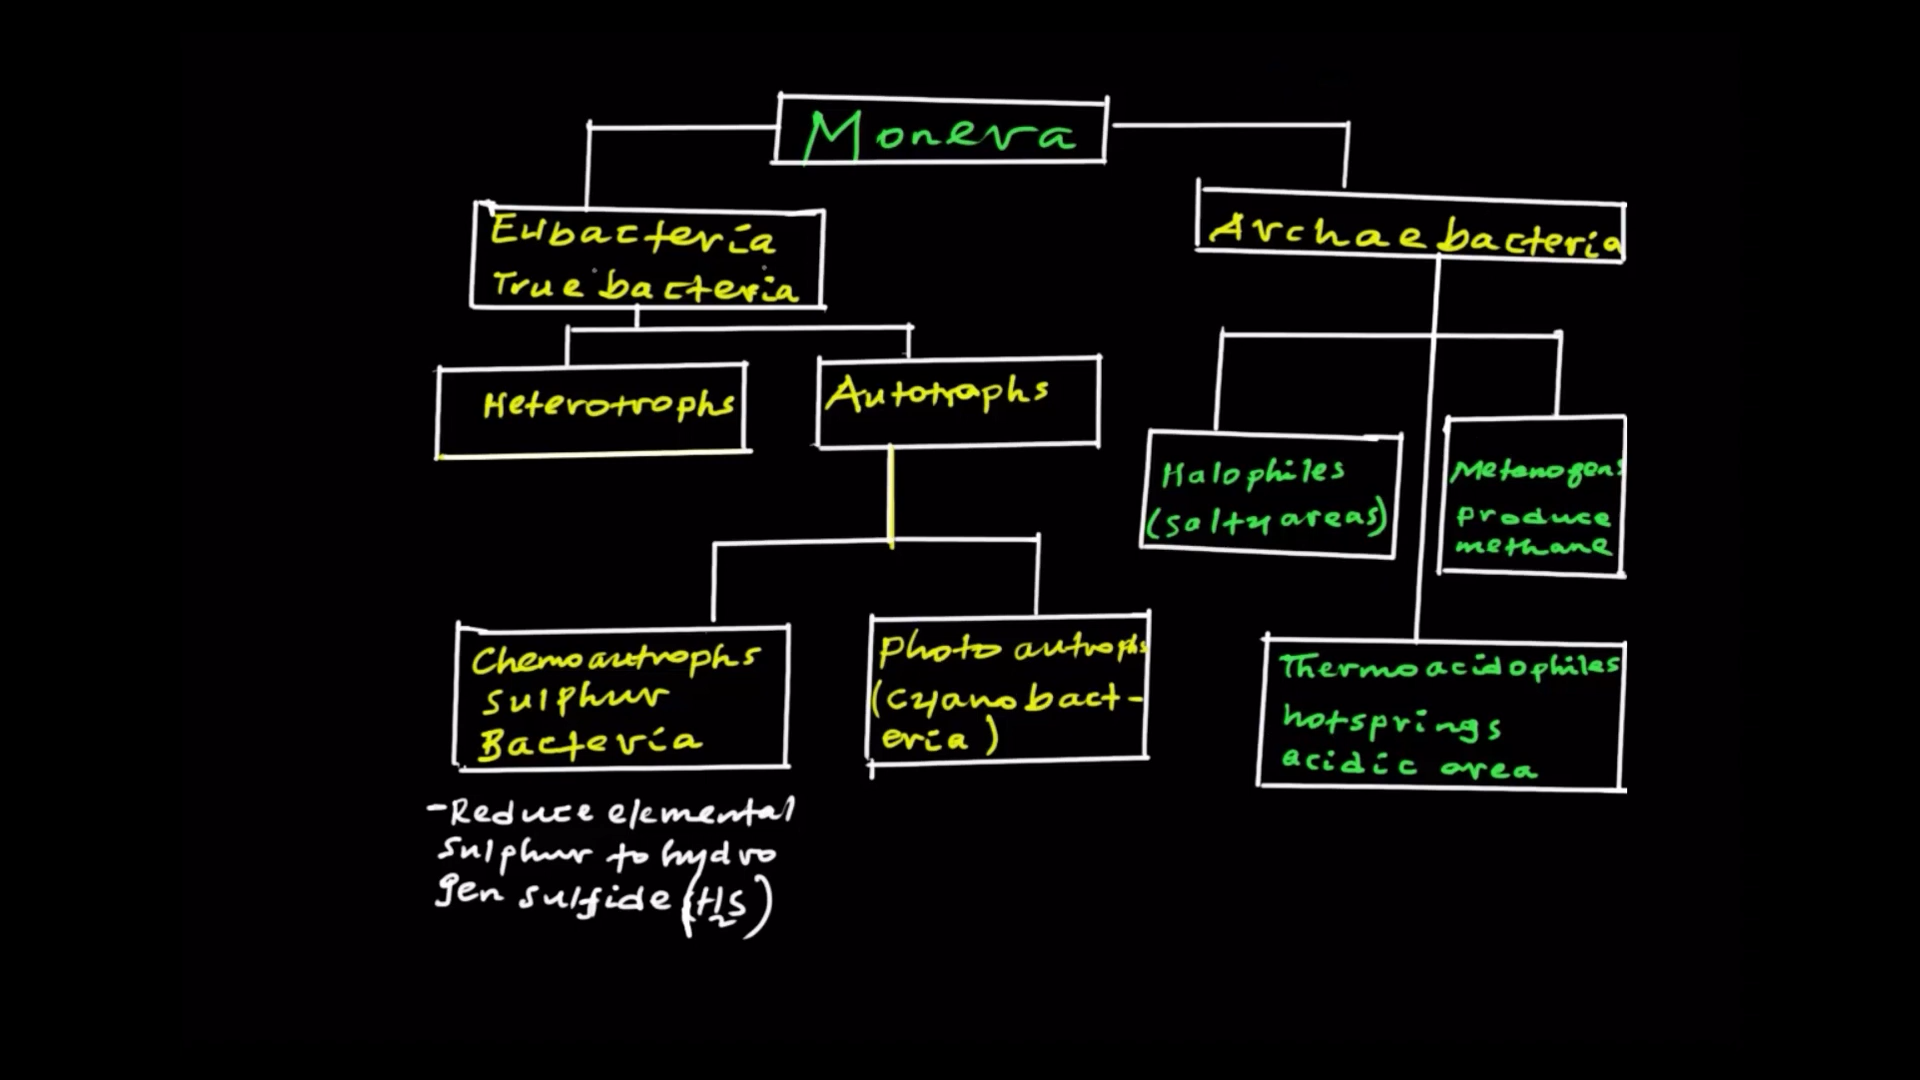 Monera
Eubacteria
True bacteria
Archaebacteria
Heterotrophs
Autotrophs
Halophiles
(salty areas)
Metanogens
produce
methane
Chemoautrophs
sulphur
Bacteria
Photo autrophs
(cyanobact-
eria)
Thermoacidophiles
hotsprings
acidic area
-Reduce elemental
sulphur to hydro
gen sulfide (H2S)